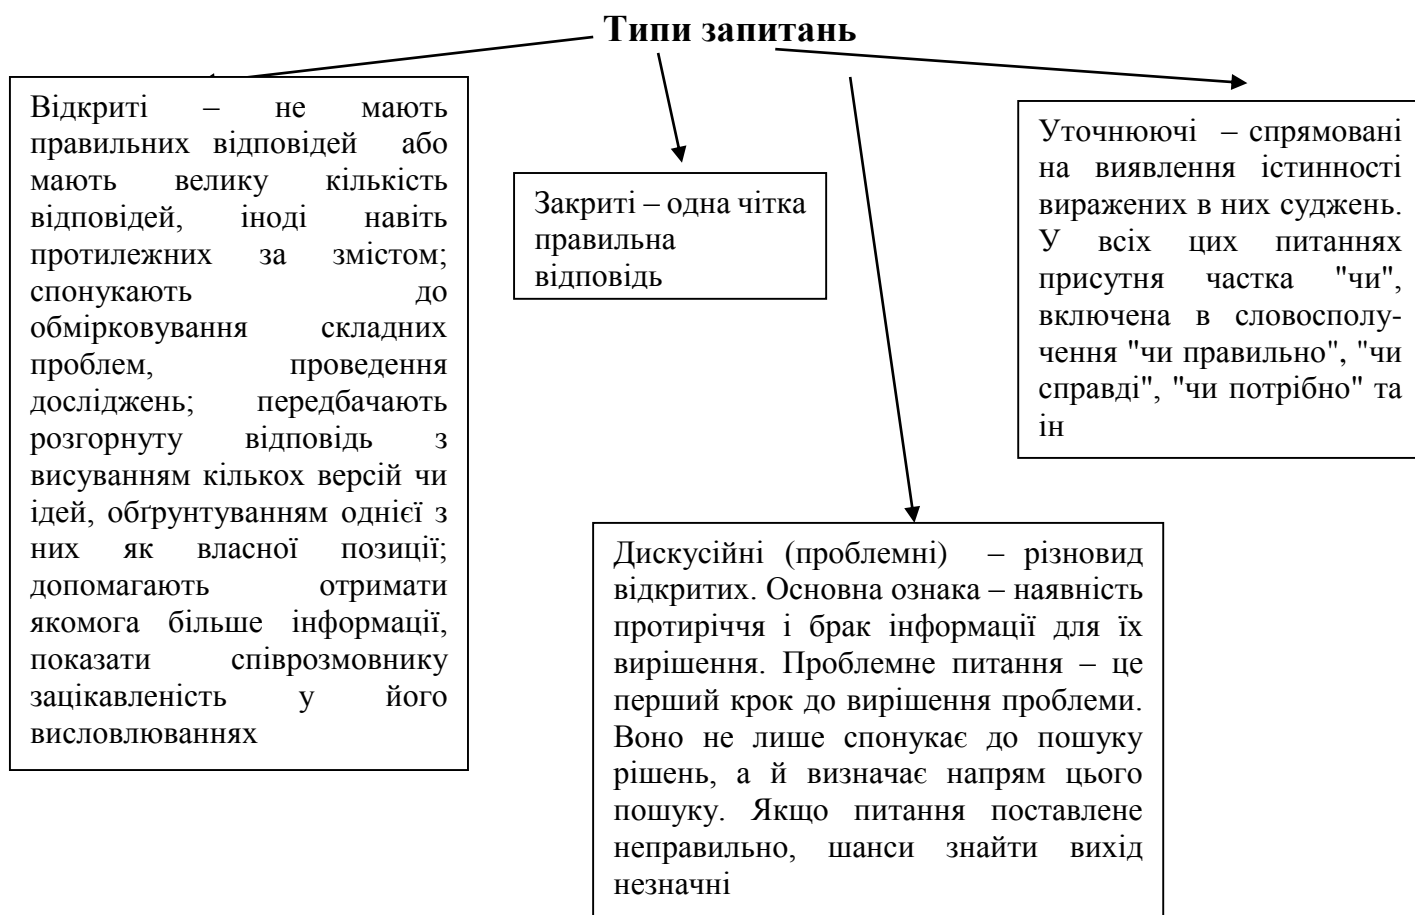 Типи запитань
Відкриті – не мають
правильних відповідей або
мають велику кількість
відповідей, іноді навіть
протилежних за змістом;
спонукають до
обмірковування складних
проблем, проведення
досліджень; передбачають
розгорнуту відповідь з
висуванням кількох версій чи
ідей, обґрунтуванням однієї з
них як власної позиції;
допомагають отримати
якомога більше інформації,
показати співрозмовнику
зацікавленість у його
висловлюваннях
Закриті – одна чітка
правильна
відповідь
Дискусійні (проблемні) – різновид
відкритих. Основна ознака – наявність
протиріччя і брак інформації для їх
вирішення. Проблемне питання – це
перший крок до вирішення проблеми.
Воно не лише спонукає до пошуку
рішень, а й визначає напрям цього
пошуку. Якщо питання поставлене
неправильно, шанси знайти вихід
незначні
Уточнюючі – спрямовані
на виявлення істинності
виражених в них суджень.
У всіх цих питаннях
присутня частка "чи",
включена в словосполу-
чення "чи правильно", "чи
справді", "чи потрібно" та
ін